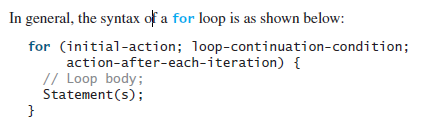 In general, the syntax of a for loop is as shown below:
for (initial-action; loop-continuation-condition;
action-after-each-iteration) {
// Loop body;
Statement(s);
}